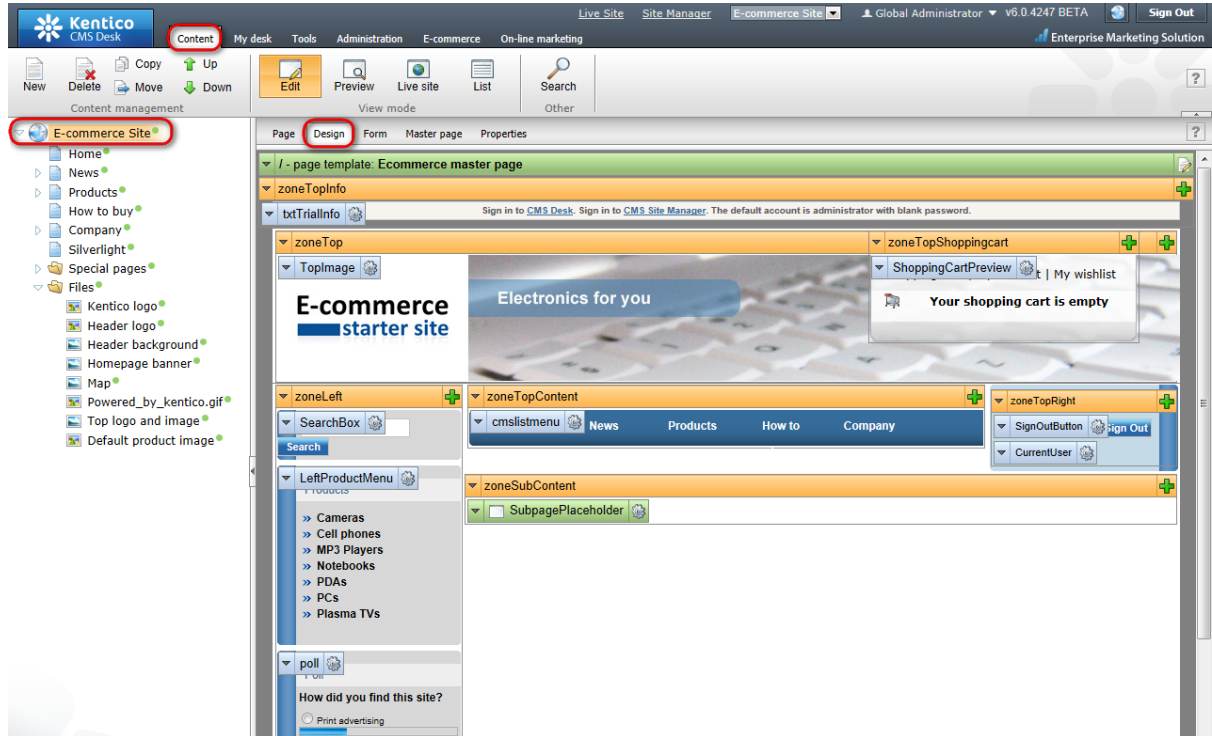 Kentico
CMS Desk
Live Site Site Manager E-commerce Site Global Administrator v6.0.4247 BETA Sign Out
Content My desk Tools Administration E-commerce On-line marketing Enterprise Marketing Solution
New Delete Copy Move Up Down
Content management
Edit Preview Live site List
View mode
Search
Other
?
E-commerce Site
Home
News
Products
How to buy
Company
Silverlight
Special pages
Files
Kentico logo
Header logo
Header background
Homepage banner
Map
Powered_by_kentico.gif
Top logo and image
Default product image
Page Design Form Master page Properties
?
/ - page template: Ecommerce master page
zoneTopInfo
txtTrialInfo Sign in to CMS Desk. Sign in to CMS Site Manager. The default account is administrator with blank password.
zoneTop zoneTopShoppingcart
TopImage ShoppingCartPreview t | My wishlist
E-commerce
starter site
Electronics for you
Your shopping cart is empty
zoneLeft
SearchBox
Search
LeftProductMenu
Products
» Cameras
» Cell phones
» MP3 Players
» Notebooks
» PDAs
» PCs
» Plasma TVs
poll
Poll
How did you find this site?
Print advertising
zoneTopContent
cmslistmenu News Products How to Company
zoneTopRight
SignOutButton Sign Out
CurrentUser
zoneSubContent
SubpagePlaceholder